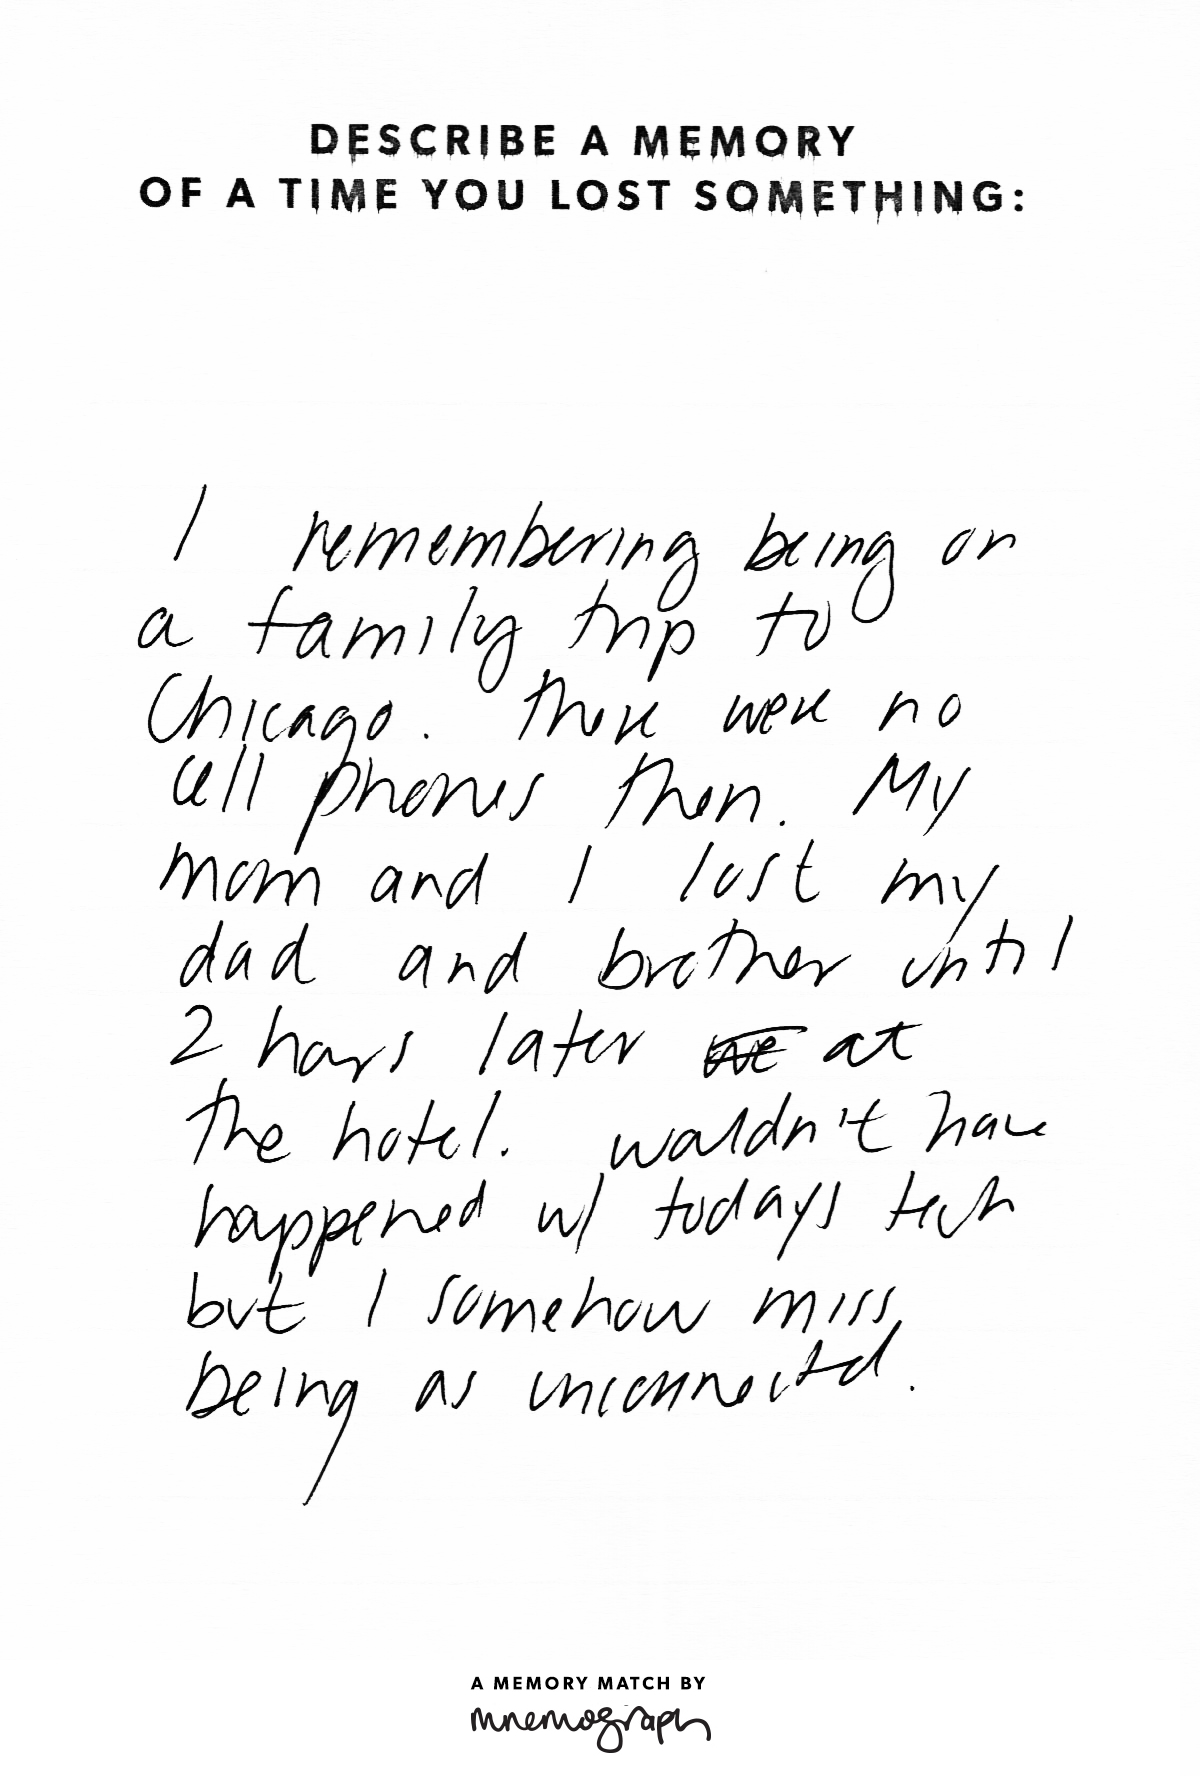 DESCRIBE A MEMORY
OF A TIME YOU LOST SOMETHING:
I remembering being on
a family trip to
Chicago. There were no
cell phones then. My
mom and I lost my
dad and brother until
2 hours later we at
the hotel. wouldn't have
happened w/ todays tech
but I somehow miss
being as unconnected.
A MEMORY MATCH BY
mnemograph